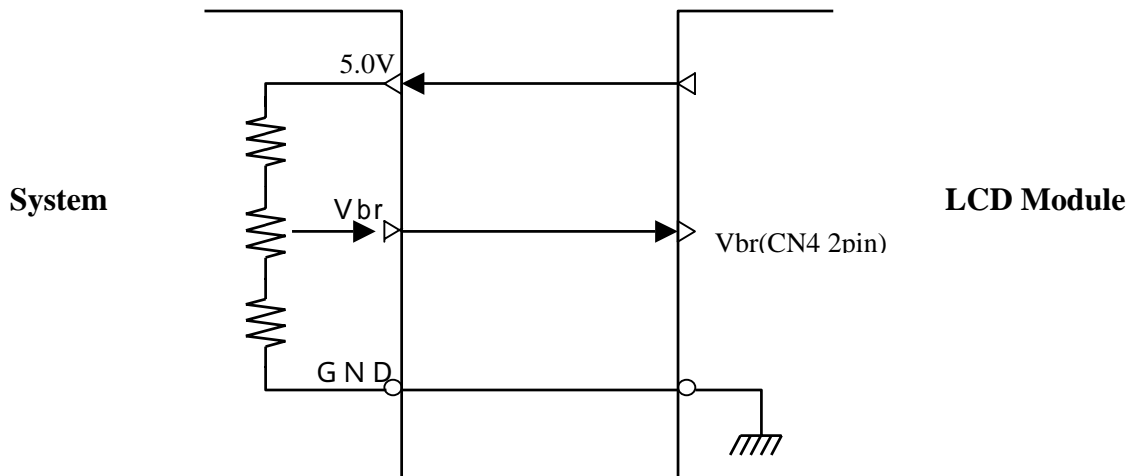 5.0V
System
Vbr
LCD Module
Vbr(CN4 2pin)
GND